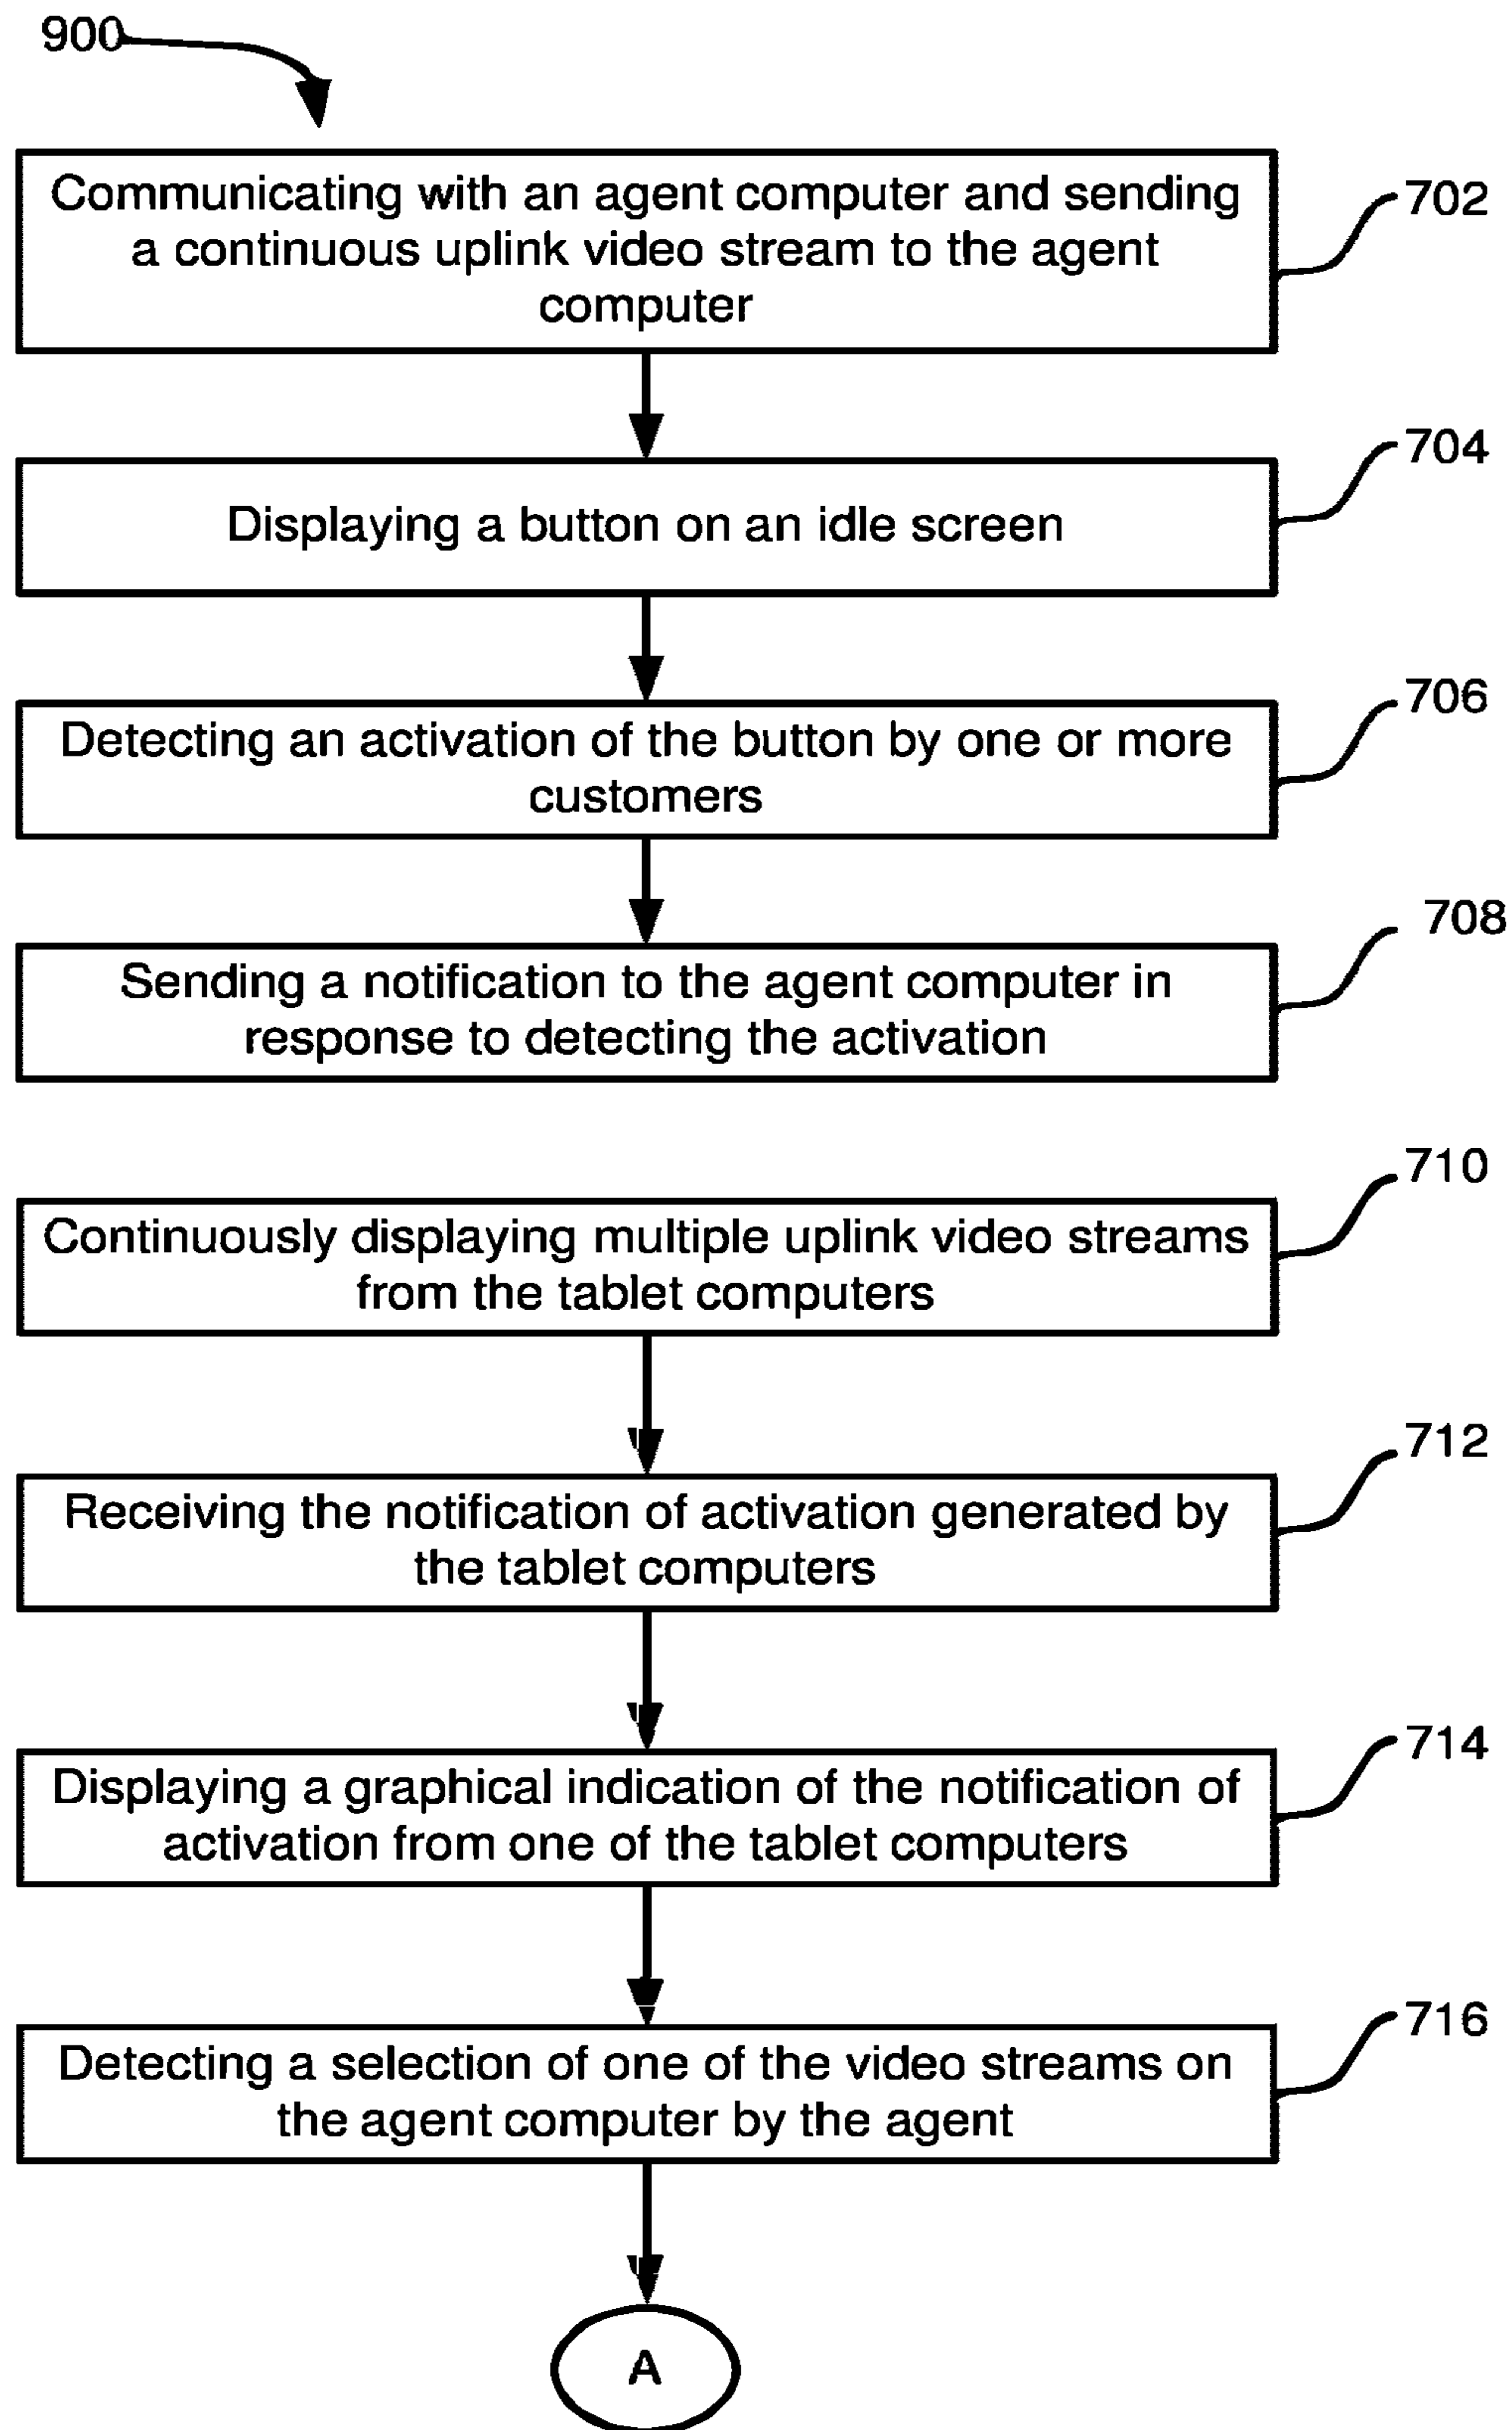 900
Communicating with an agent computer and sending
a continuous uplink video stream to the agent
computer
702
Displaying a button on an idle screen
704
Detecting an activation of the button by one or more
customers
706
Sending a notification to the agent computer in
response to detecting the activation
708
Continuously displaying multiple uplink video streams
from the tablet computers
710
Receiving the notification of activation generated by
the tablet computers
712
Displaying a graphical indication of the notification of
activation from one of the tablet computers
714
Detecting a selection of one of the video streams on
the agent computer by the agent
716
A